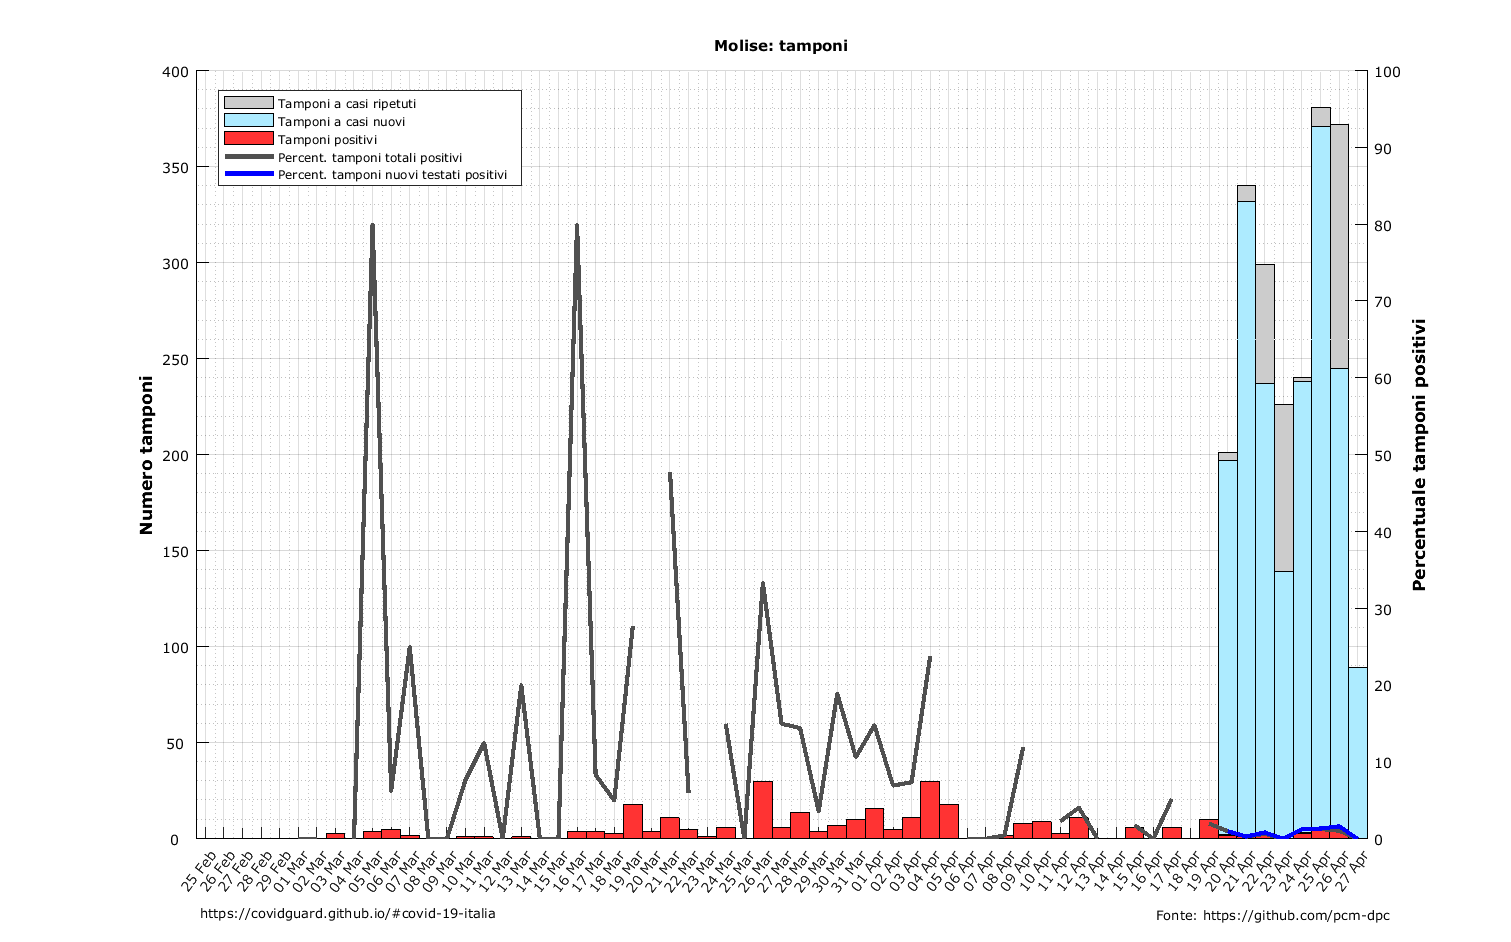 Molise: tamponi
Tamponi a casi ripetuti
Tamponi a casi nuovi
Tamponi positivi
Percent. tamponi totali positivi
Percent. tamponi nuovi testati positivi
Numero tamponi
400
350
300
250
200
150
100
50
0
Percentuale tamponi positivi
100
90
80
70
60
50
40
30
20
10
0
25 Feb
26 Feb
27 Feb
28 Feb
29 Feb
01 Mar
02 Mar
03 Mar
04 Mar
05 Mar
06 Mar
07 Mar
08 Mar
09 Mar
10 Mar
11 Mar
12 Mar
13 Mar
14 Mar
15 Mar
16 Mar
17 Mar
18 Mar
19 Mar
20 Mar
21 Mar
22 Mar
23 Mar
24 Mar
25 Mar
26 Mar
27 Mar
28 Mar
29 Mar
30 Mar
31 Mar
01 Apr
02 Apr
03 Apr
04 Apr
05 Apr
06 Apr
07 Apr
08 Apr
09 Apr
10 Apr
11 Apr
12 Apr
13 Apr
14 Apr
15 Apr
16 Apr
17 Apr
18 Apr
19 Apr
20 Apr
21 Apr
22 Apr
23 Apr
24 Apr
25 Apr
26 Apr
27 Apr
https://covidguard.github.io/#covid-19-italia
Fonte: https://github.com/pcm-dpc